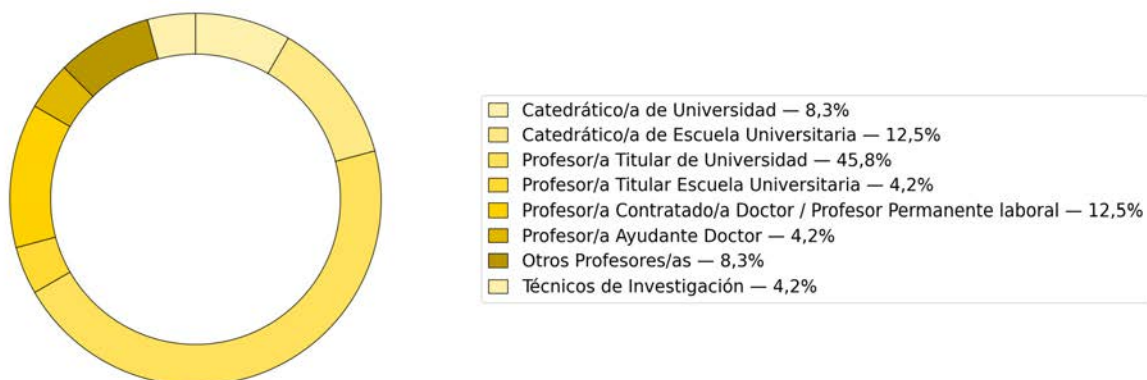 Catedrático/a de Universidad — 8,3%
Catedrático/a de Escuela Universitaria — 12,5%
Profesor/a Titular de Universidad — 45,8%
Profesor/a Titular Escuela Universitaria — 4,2%
Profesor/a Contratado/a Doctor / Profesor Permanente laboral — 12,5%
Profesor/a Ayudante Doctor — 4,2%
Otros Profesores/as — 8,3%
Técnicos de Investigación — 4,2%